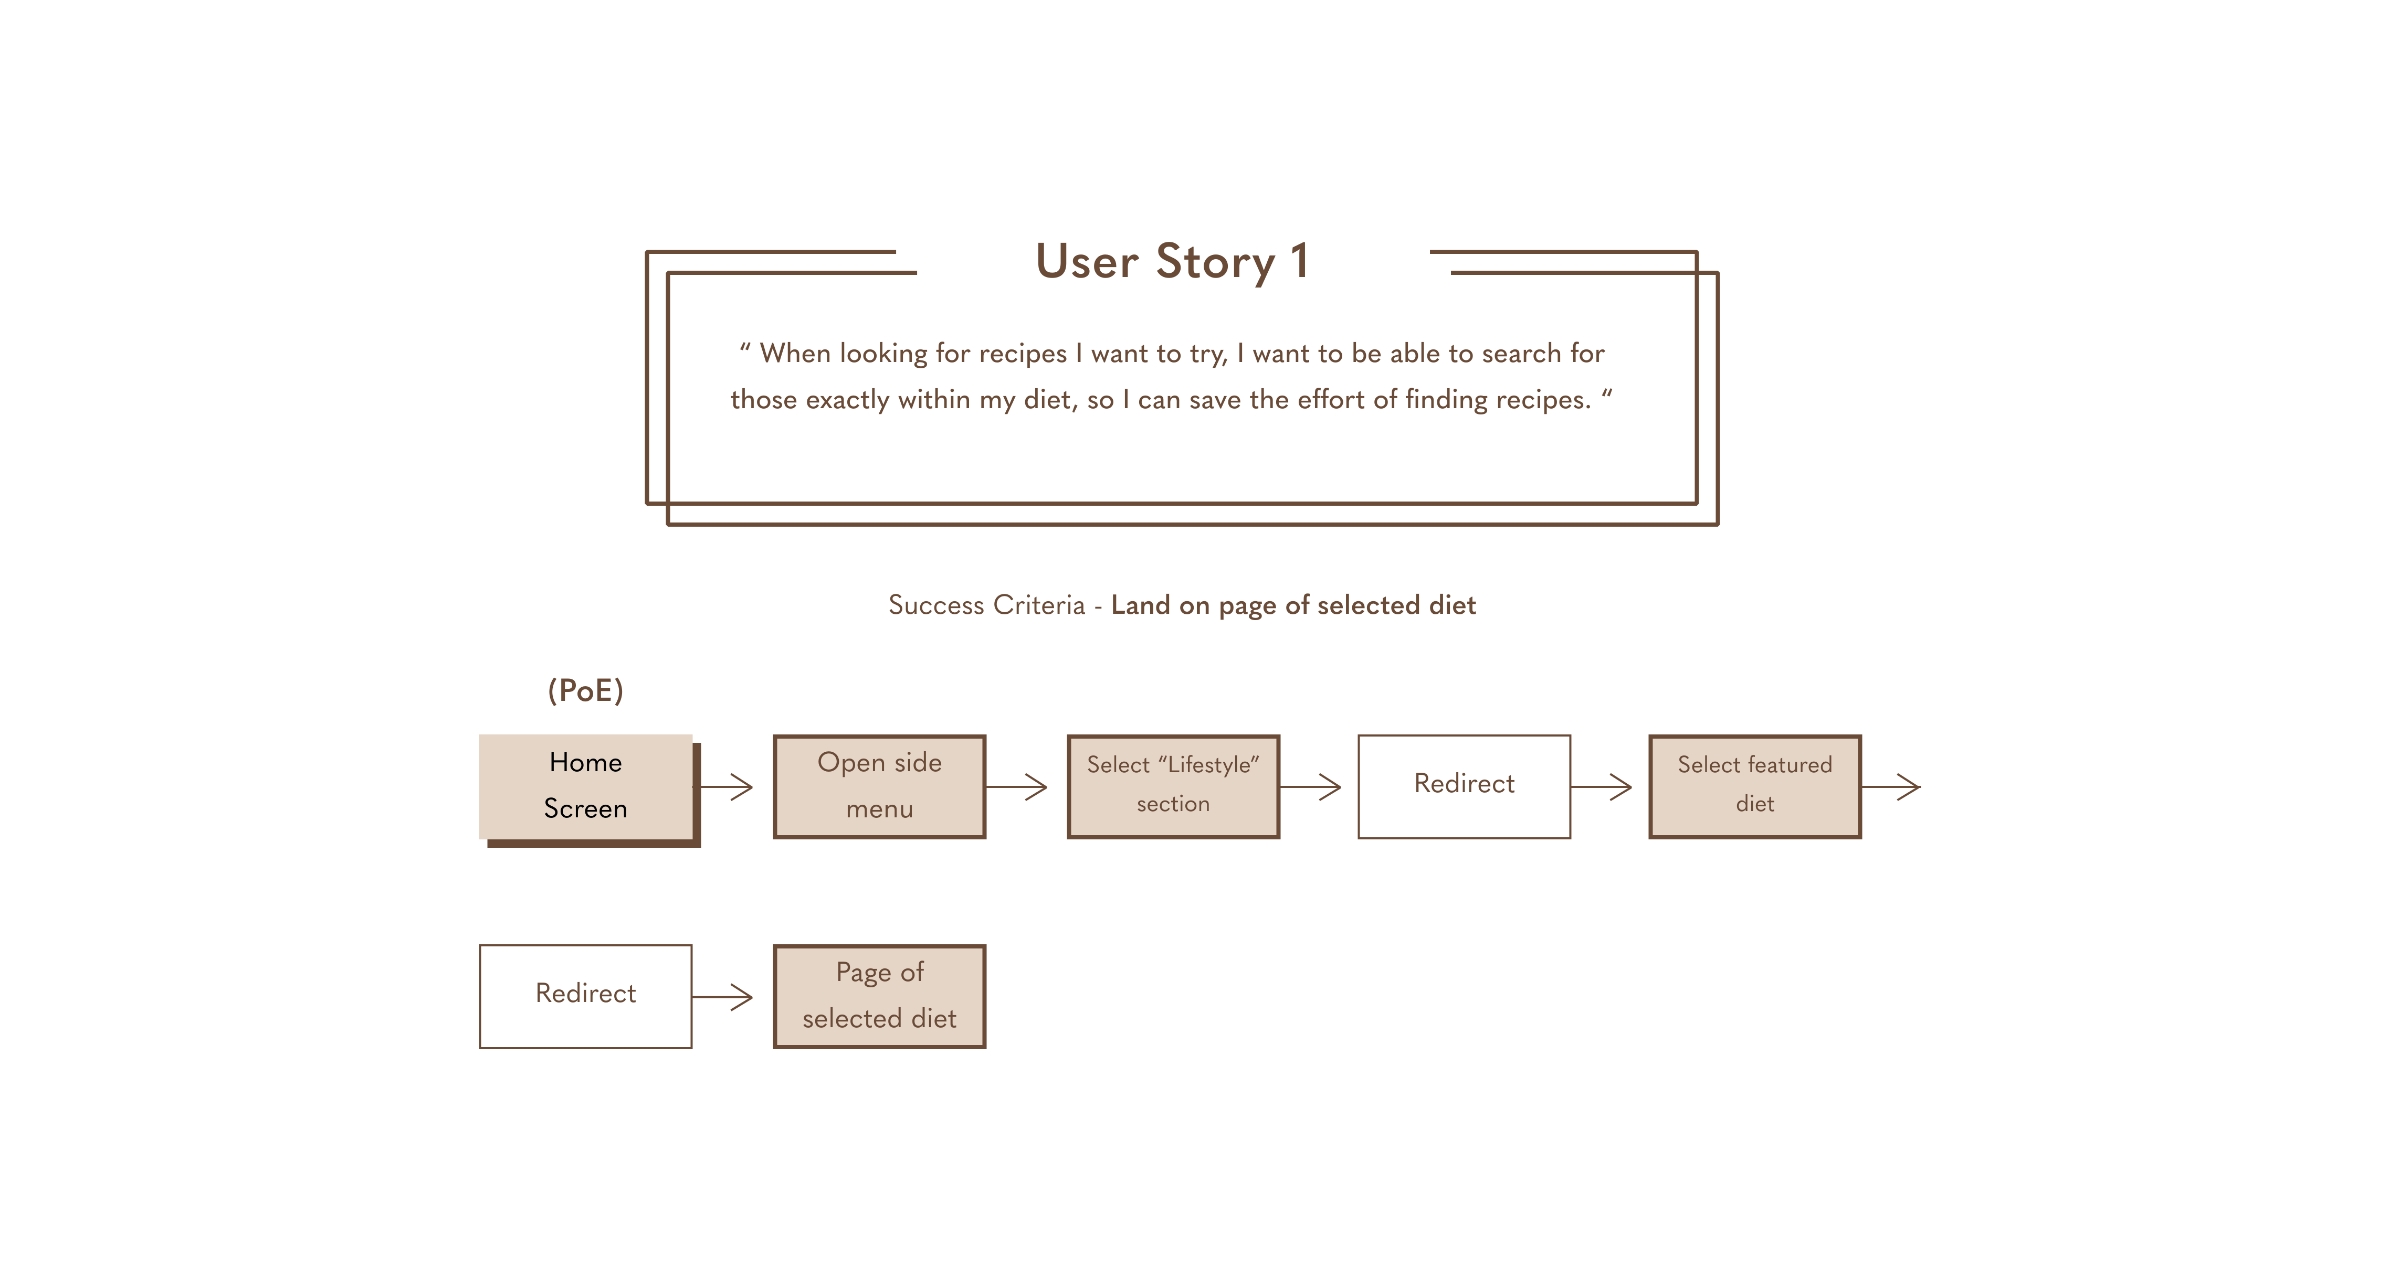 User Story 1
“ When looking for recipes I want to try, I want to be able to search for
those exactly within my diet, so I can save the effort of finding recipes. “
Success Criteria - Land on page of selected diet
(PoE)
Home
Screen
Open side
menu
Select “Lifestyle”
section
Redirect
Select featured
diet
Redirect
Page of
selected diet